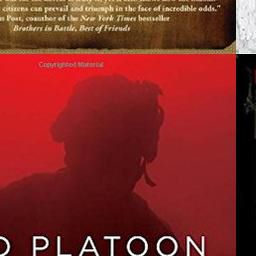 citizens can prevail and triumph in the face of incredible odds."
n Post, coauthor of the New York Times bestseller
Brothers in Battle, Best of Friends
Copyrighted Material
PLATOON